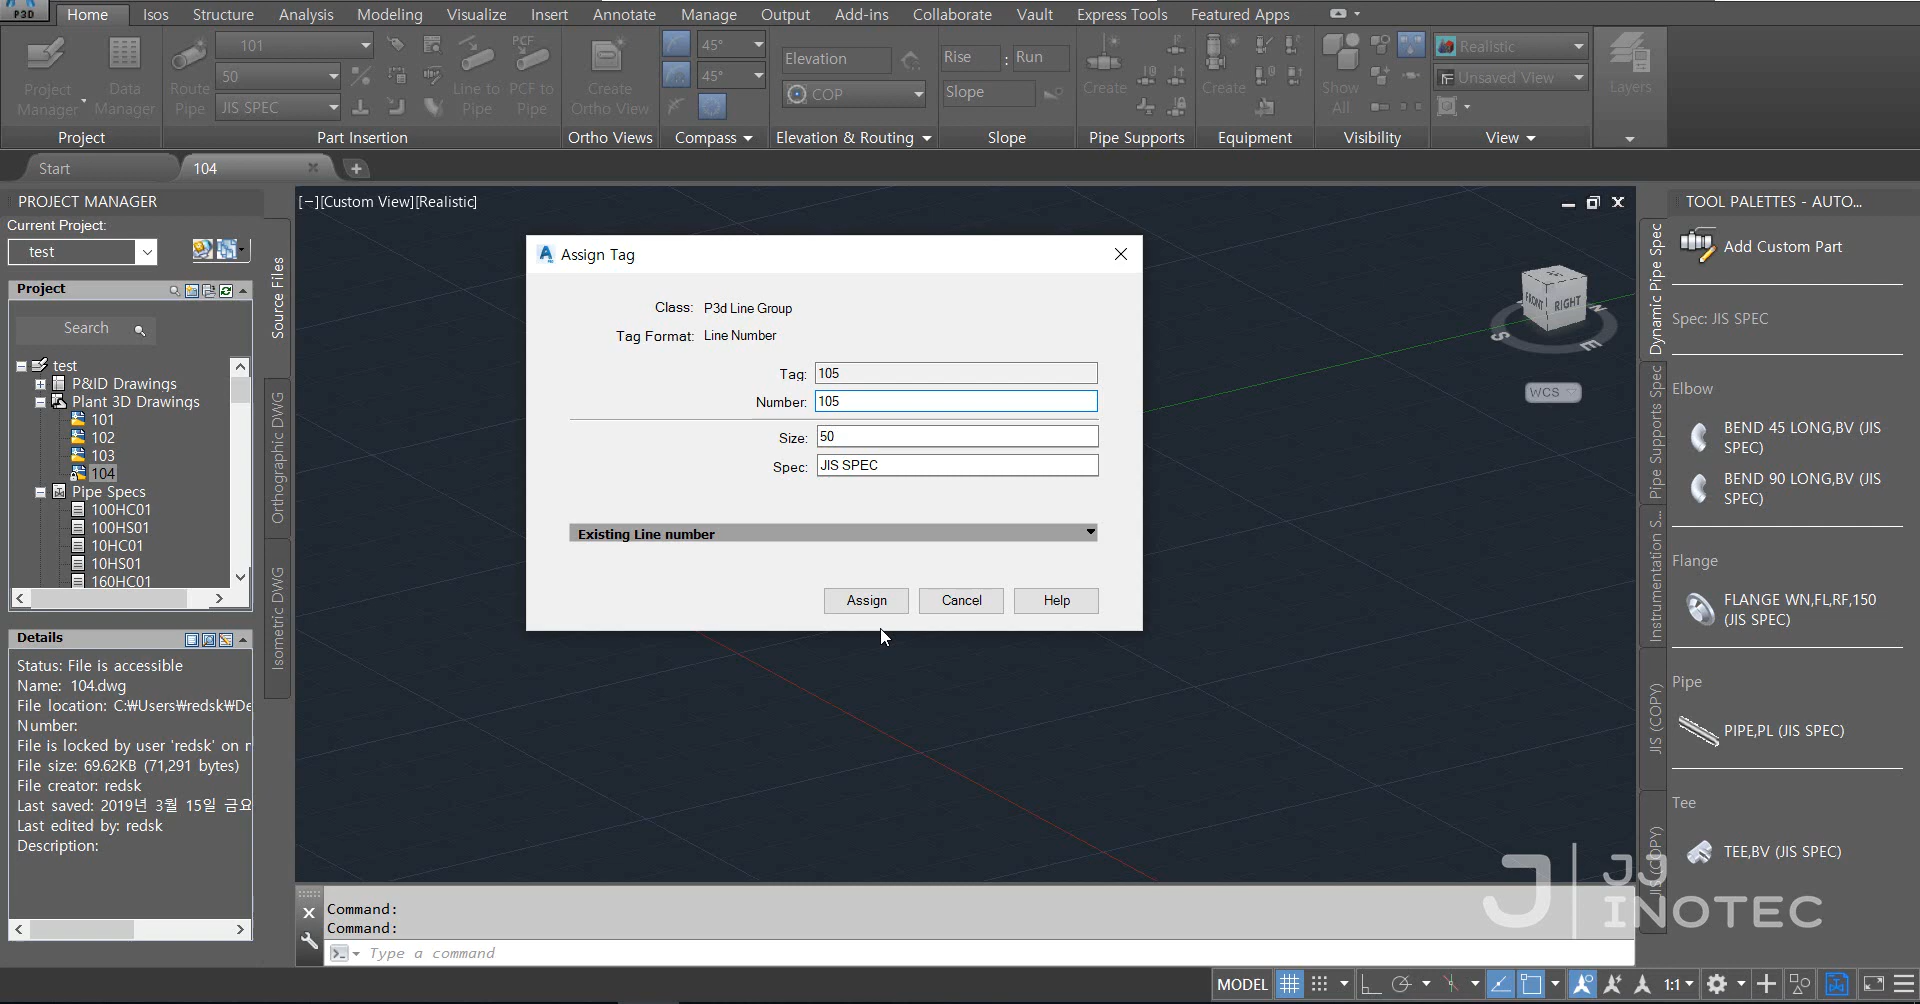 P3D
Home Isos Structure Analysis Modeling Visualize Insert Annotate Manage Output Add-ins Collaborate Vault Express Tools Featured Apps
101
50
JIS SPEC
Project
Manager
Data
Manager
Route
Pipe
Line to
Pipe
PCF
PCF to
Pipe
Create
Ortho View
45°
45°
Elevation
COP
Rise : Run
Slope
Create
Create
Show
All
Realistic
Unsaved View
Layers
Project
Part Insertion
Ortho Views
Compass
Elevation & Routing
Slope
Pipe Supports
Equipment
Visibility
View
Start
104
PROJECT MANAGER
Current Project:
test
Project
Search
test
P&ID Drawings
Plant 3D Drawings
101
102
103
104
Pipe Specs
100HC01
100HS01
10HC01
10HS01
160HC01
Source Files
Orthographic DWG
Isometric DWG
Details
Status: File is accessible
Name: 104.dwg
File location: C:₩Users₩redsk₩De
Number:
File is locked by user 'redsk' on
File size: 69.62KB (71,291 bytes)
File creator: redsk
Last saved: 2019년 3월 15일 금요
Last edited by: redsk
Description:
[−][Custom View][Realistic]
Assign Tag
Class: P3d Line Group
Tag Format: Line Number
Tag: 105
Number: 105
Size: 50
Spec: JIS SPEC
Existing Line number
Assign
Cancel
Help
FRONT
RIGHT
S
E
N
WCS
Command:
Command:
Type a command
TOOL PALETTES - AUTO...
Add Custom Part
Spec: JIS SPEC
Elbow
BEND 45 LONG,BV (JIS
SPEC)
BEND 90 LONG,BV (JIS
SPEC)
Flange
FLANGE WN,FL,RF,150
(JIS SPEC)
Pipe
PIPE,PL (JIS SPEC)
Tee
TEE,BV (JIS SPEC)
Dynamic Pipe Spec
Pipe Supports Spec
Instrumentation S...
JIS (COPY)
JIS (COPY)
J
JJ
INOTEC
MODEL
1:1